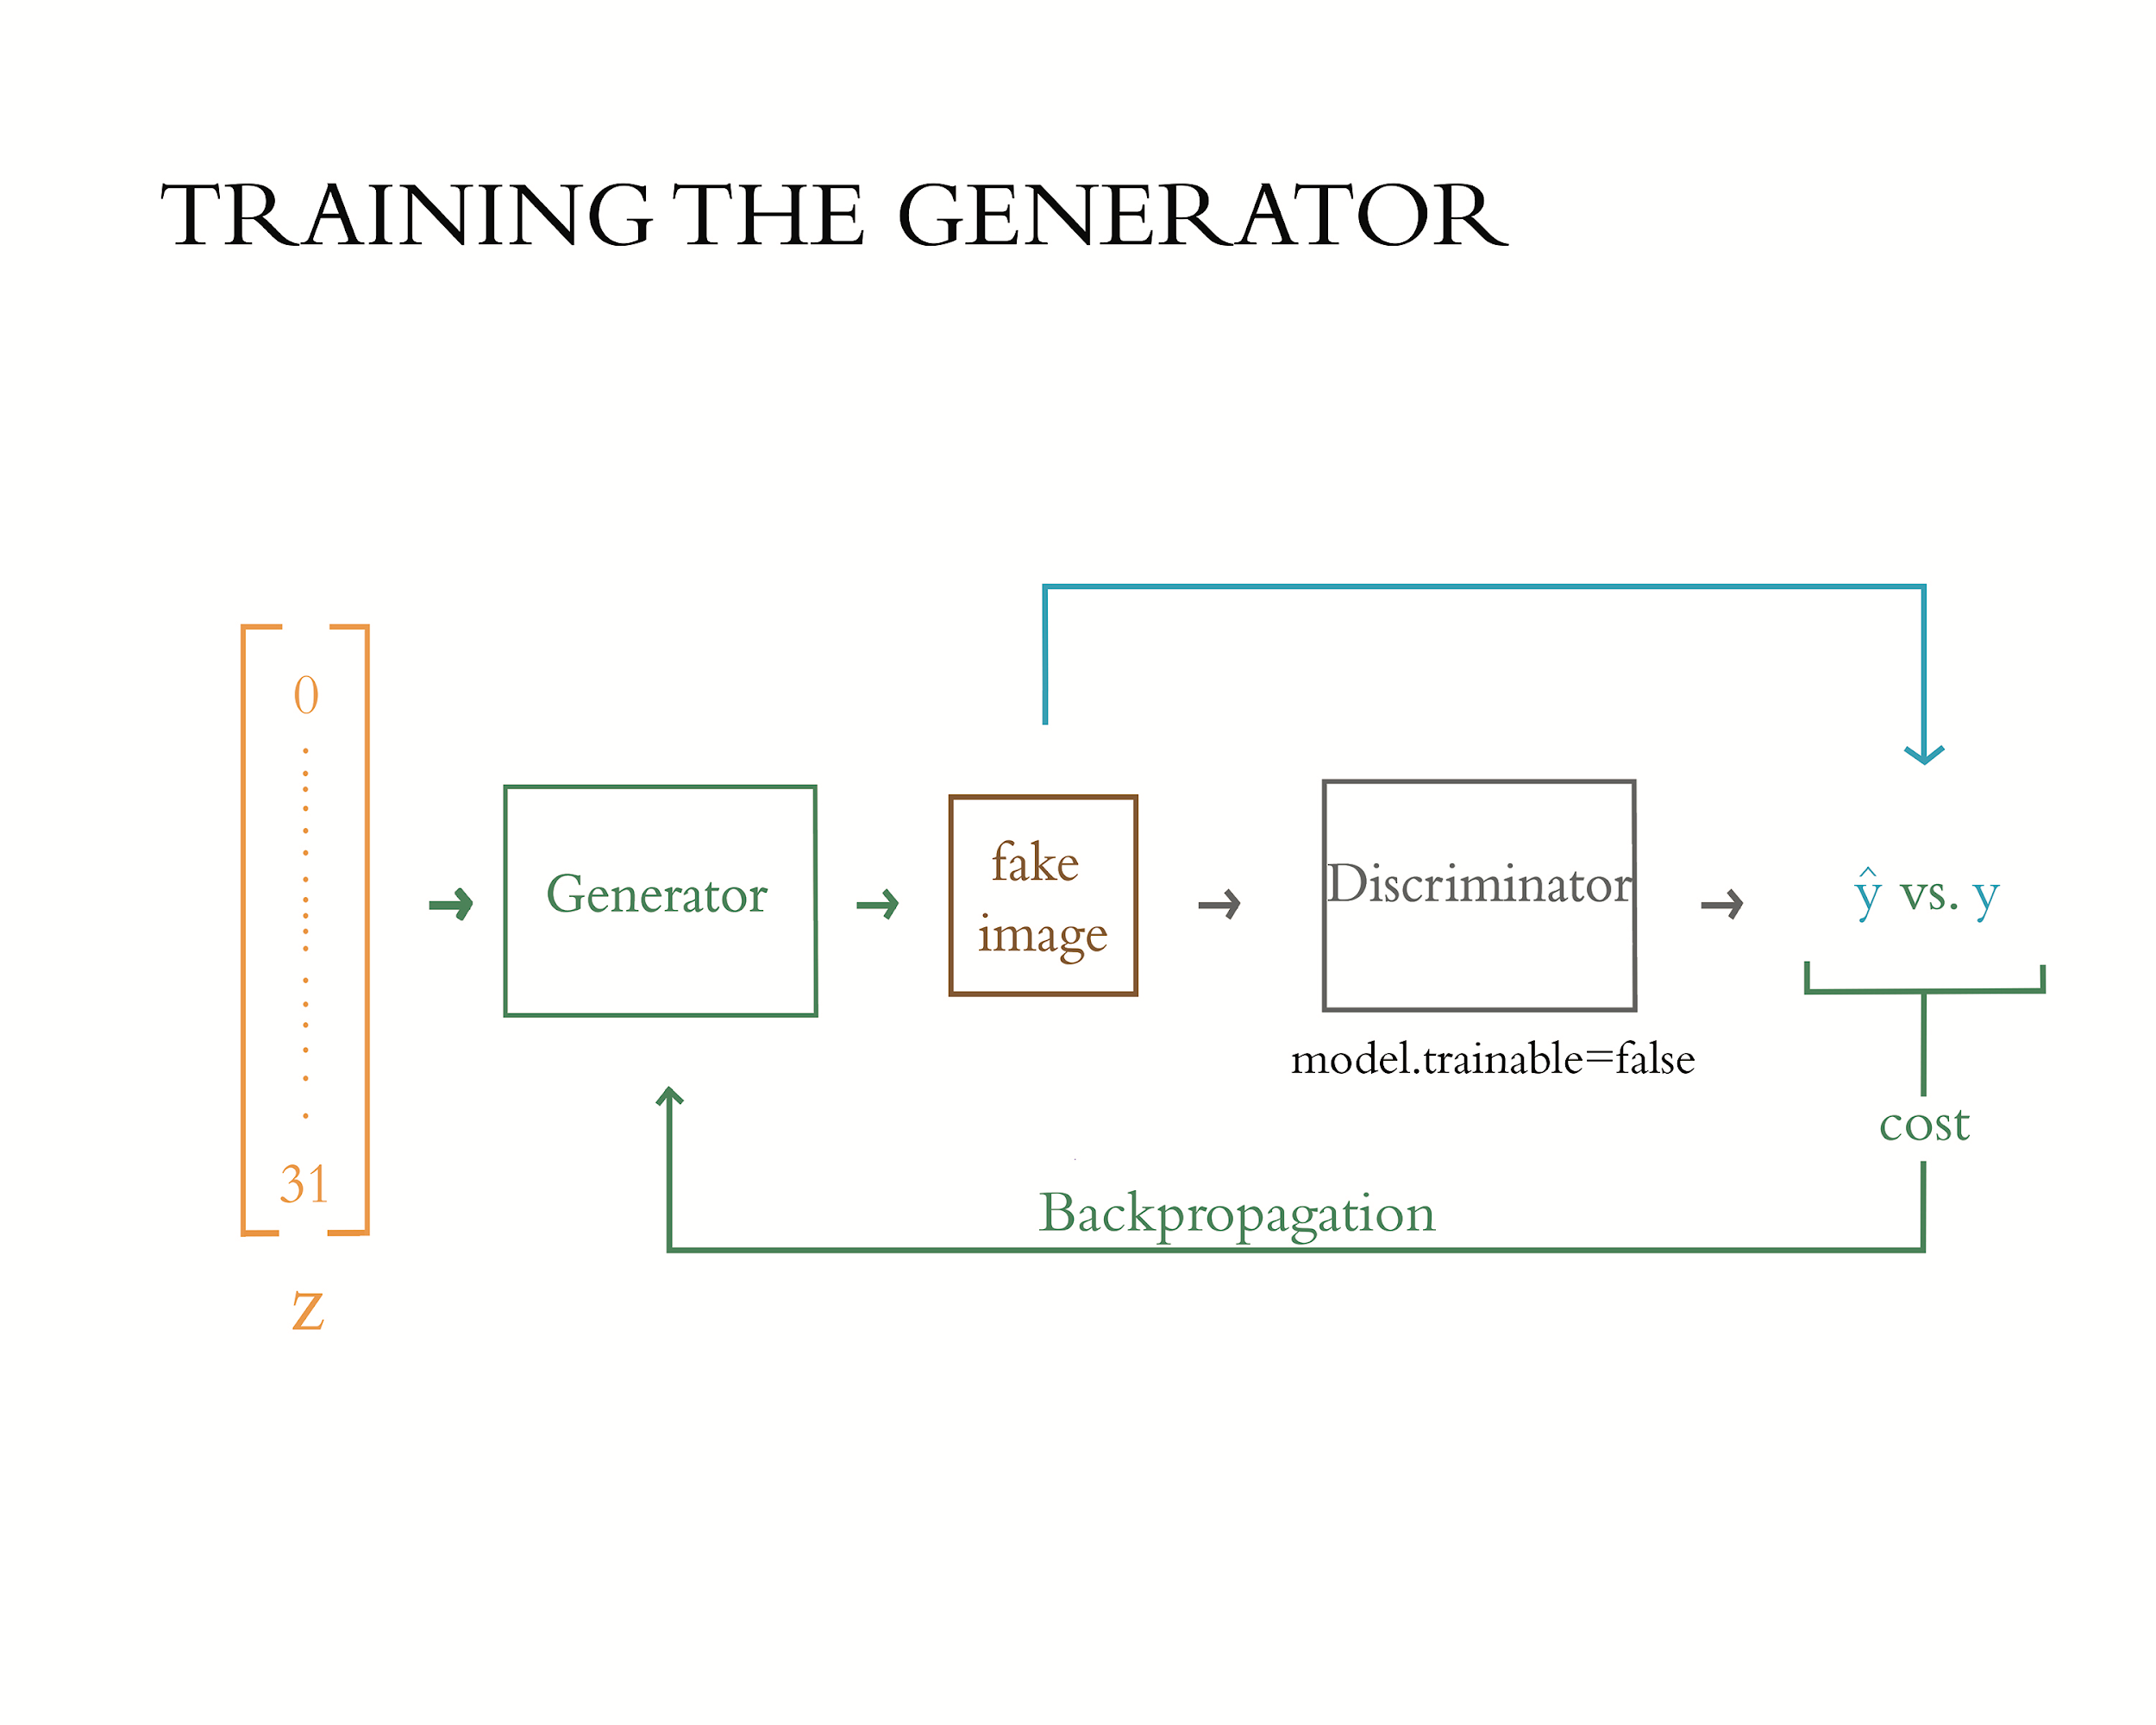 TRAINING THE GENERATOR
0
31
z
Generator
fake
image
Discriminator
model.trainable=false
ŷ vs. y
cost
Backpropagation